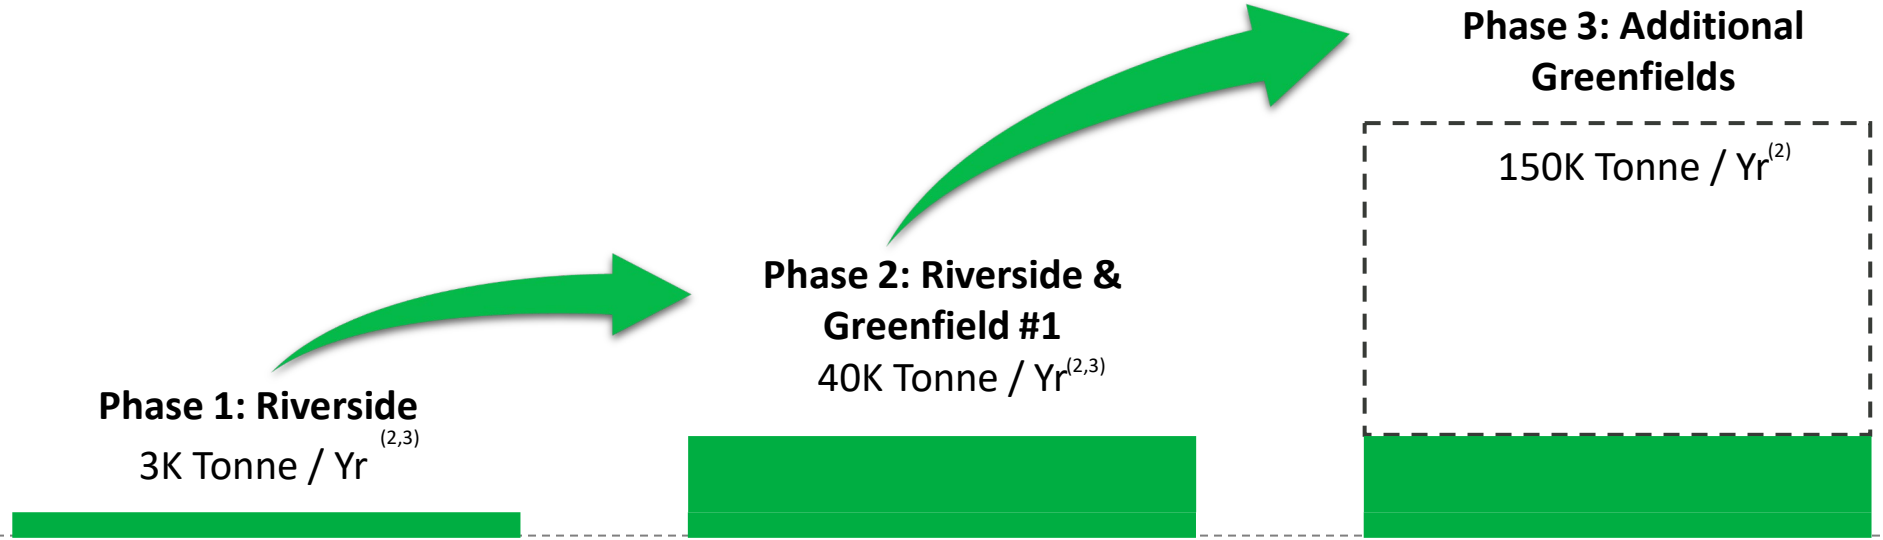 Phase 1: Riverside
3K Tonne / Yr (2,3)
Phase 2: Riverside &
Greenfield #1
40K Tonne / Yr(2,3)
Phase 3: Additional
Greenfields
150K Tonne / Yr(2)